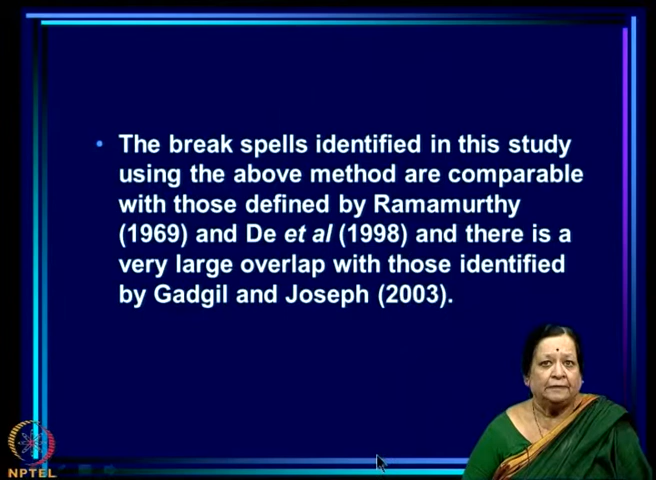 The break spells identified in this study
using the above method are comparable
with those defined by Ramamurthy
(1969) and De et al (1998) and there is a
very large overlap with those identified
by Gadgil and Joseph (2003).
NPTEL